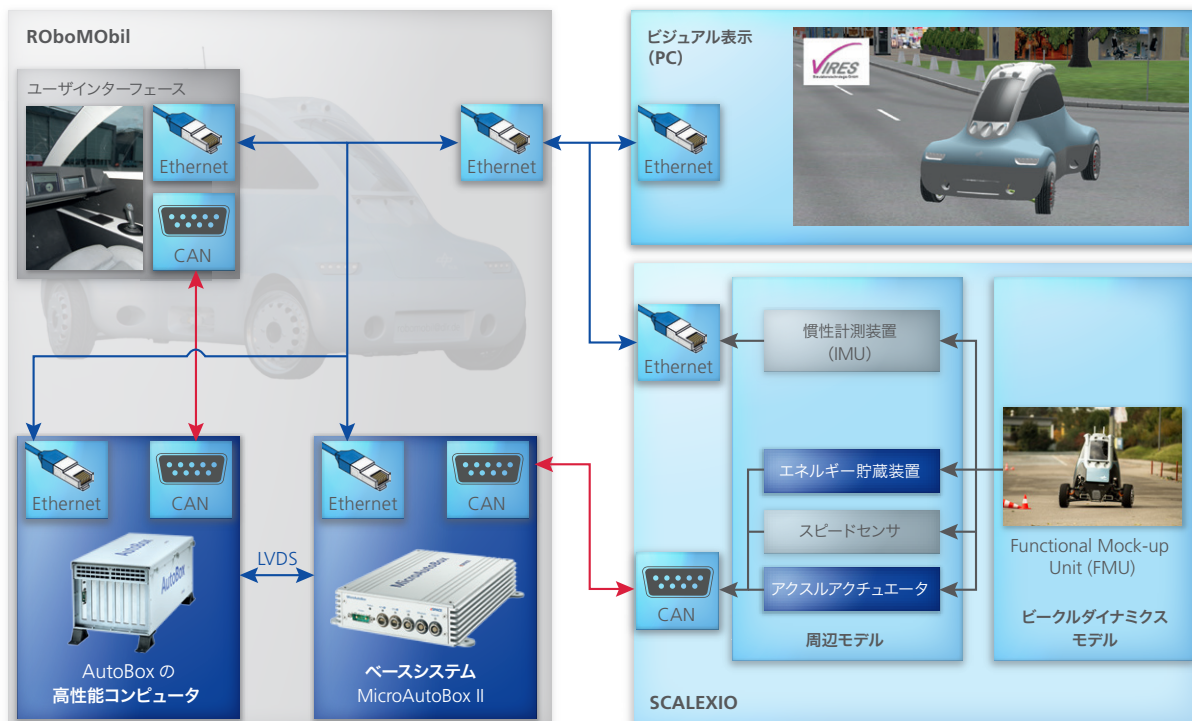 ROboMObil
ユーザインターフェース
Ethernet
CAN
Ethernet
Ethernet
CAN
AutoBox
AutoBox の
高性能コンピュータ
LVDS
Ethernet
CAN
MicroAutoBox
ベースシステム
MicroAutoBox II
ビジュアル表示
(PC)
VIRES
Ethernet
Ethernet
慣性計測装置
(IMU)
エネルギー貯蔵装置
スピードセンサ
アクスルアクチュエータ
CAN
周辺モデル
Functional Mock-up
Unit (FMU)
ビークルダイナミクス
モデル
SCALEXIO